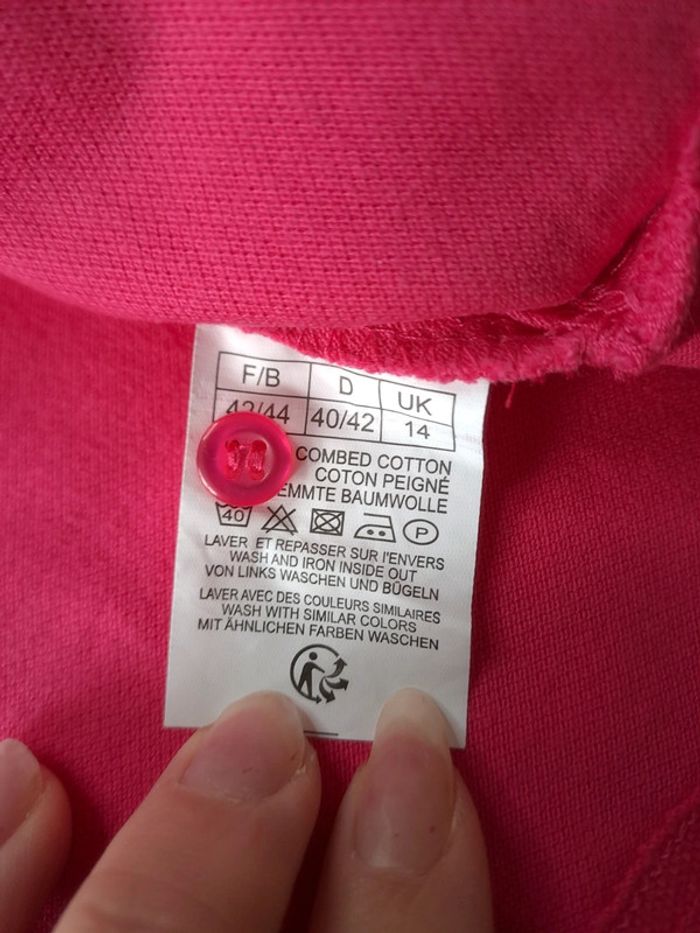 F/B D UK
42/44 40/42 14
COMBED COTTON
COTON PEIGNÉ
EMMTE BAUMWOLLE
40 P
LAVER ET REPASSER SUR l'ENVERS
WASH AND IRON INSIDE OUT
VON LINKS WASCHEN UND BÜGELN
LAVER AVEC DES COULEURS SIMILAIRES
WASH WITH SIMILAR COLORS
MIT ÄHNLICHEN FARBEN WASCHEN